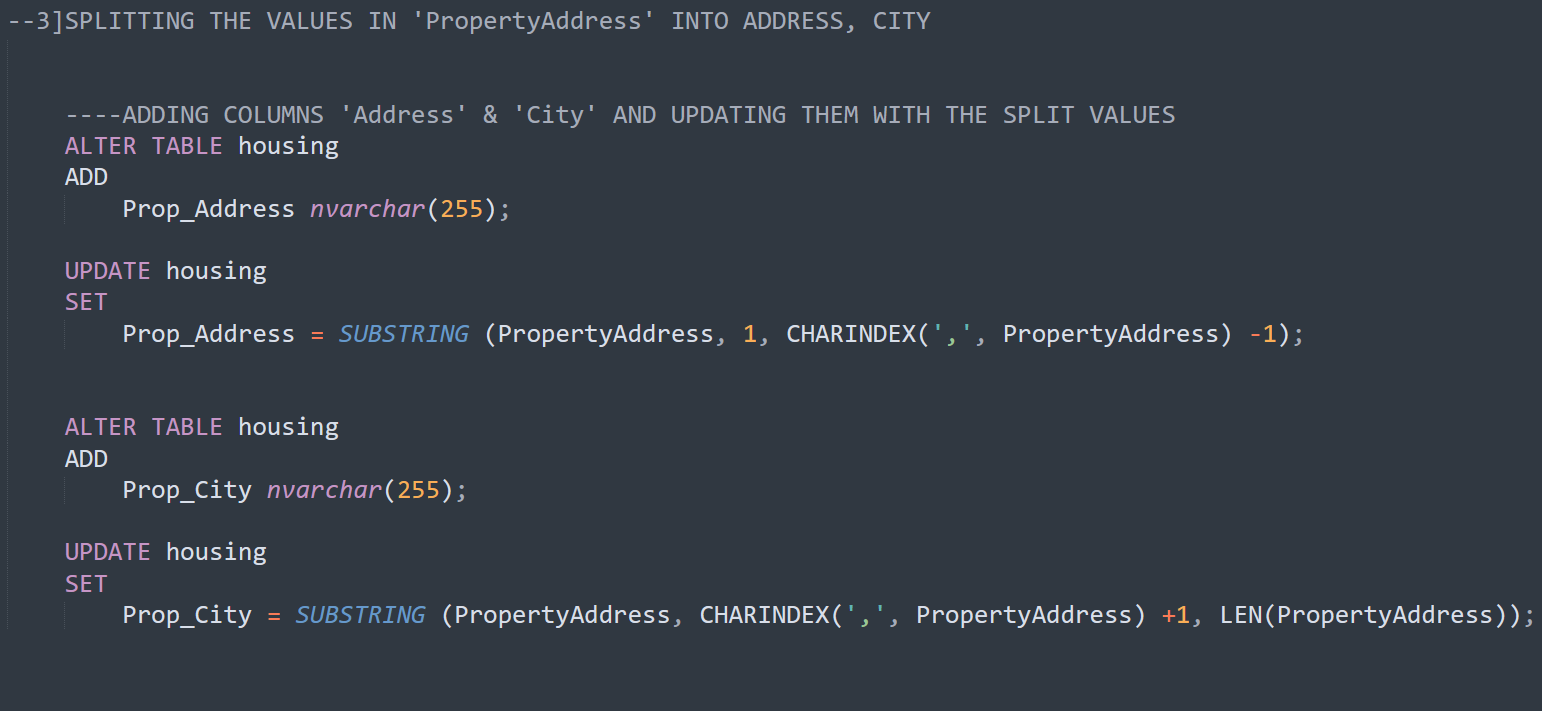 --3]SPLITTING THE VALUES IN 'PropertyAddress' INTO ADDRESS, CITY
----ADDING COLUMNS 'Address' & 'City' AND UPDATING THEM WITH THE SPLIT VALUES
ALTER TABLE housing
ADD
Prop_Address nvarchar(255);
UPDATE housing
SET
Prop_Address = SUBSTRING (PropertyAddress, 1, CHARINDEX(',', PropertyAddress) -1);
ALTER TABLE housing
ADD
Prop_City nvarchar(255);
UPDATE housing
SET
Prop_City = SUBSTRING (PropertyAddress, CHARINDEX(',', PropertyAddress) +1, LEN(PropertyAddress));